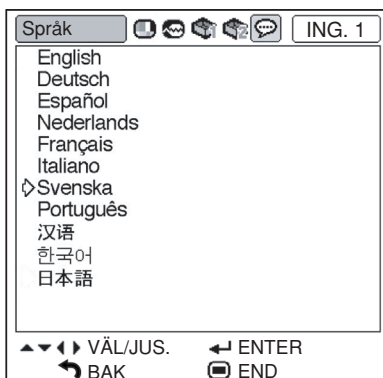 Språk ING. 1
English
Deutsch
Español
Nederlands
Français
Italiano
Svenska
Português
汉语
한국어
日本語
VÄL/JUS. ENTER
BAK END